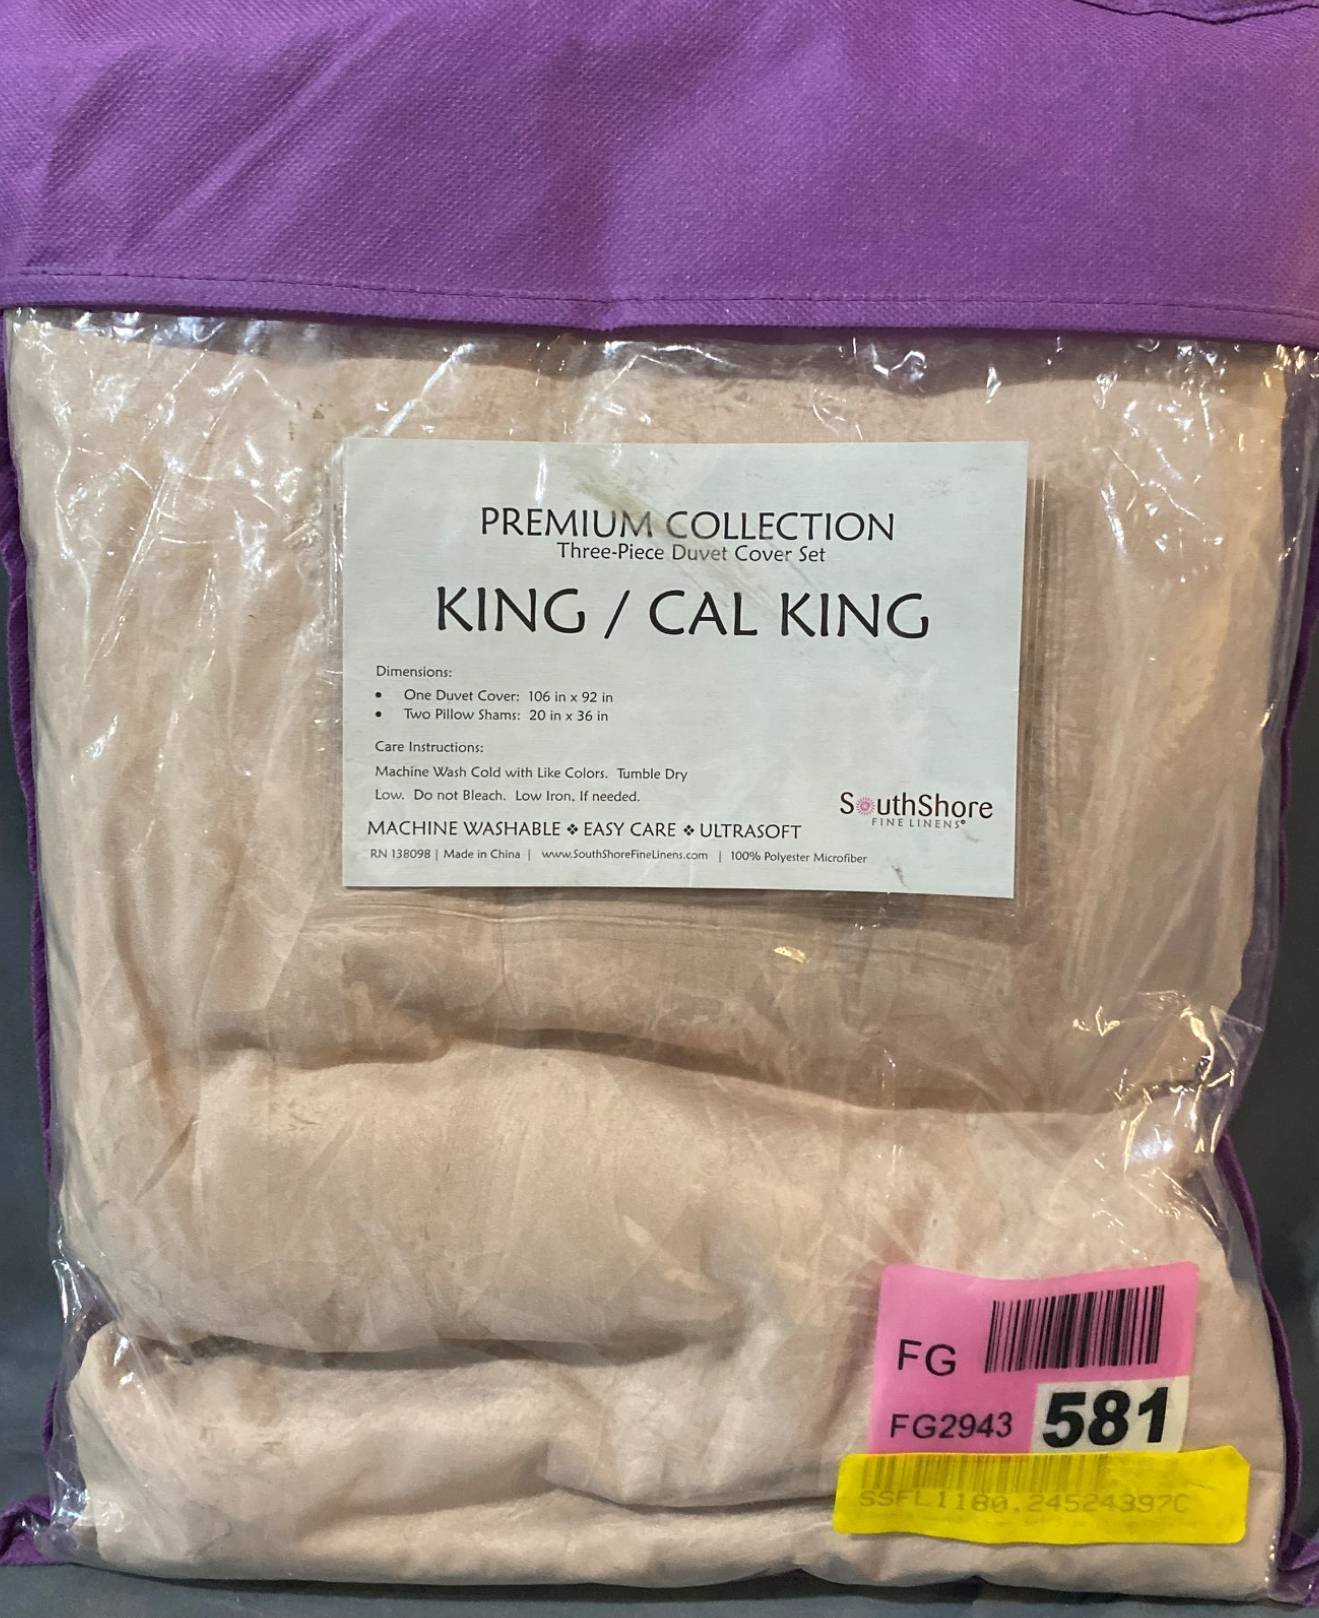 PREMIUM COLLECTION
Three-Piece Duvet Cover Set
KING / CAL KING
Dimensions:
• One Duvet Cover: 106 in x 92 in
• Two Pillow Shams: 20 in x 36 in
Care Instructions:
Machine Wash Cold with Like Colors. Tumble Dry
Low. Do not Bleach. Low Iron, If needed.
SouthShore
FINE LINENS®
MACHINE WASHABLE ❖ EASY CARE ❖ ULTRASOFT
RN 138098 | Made in China | www.SouthShoreFineLinens.com | 100% Polyester Microfiber
FG
FG2943 581
SSFL1180.24524397C